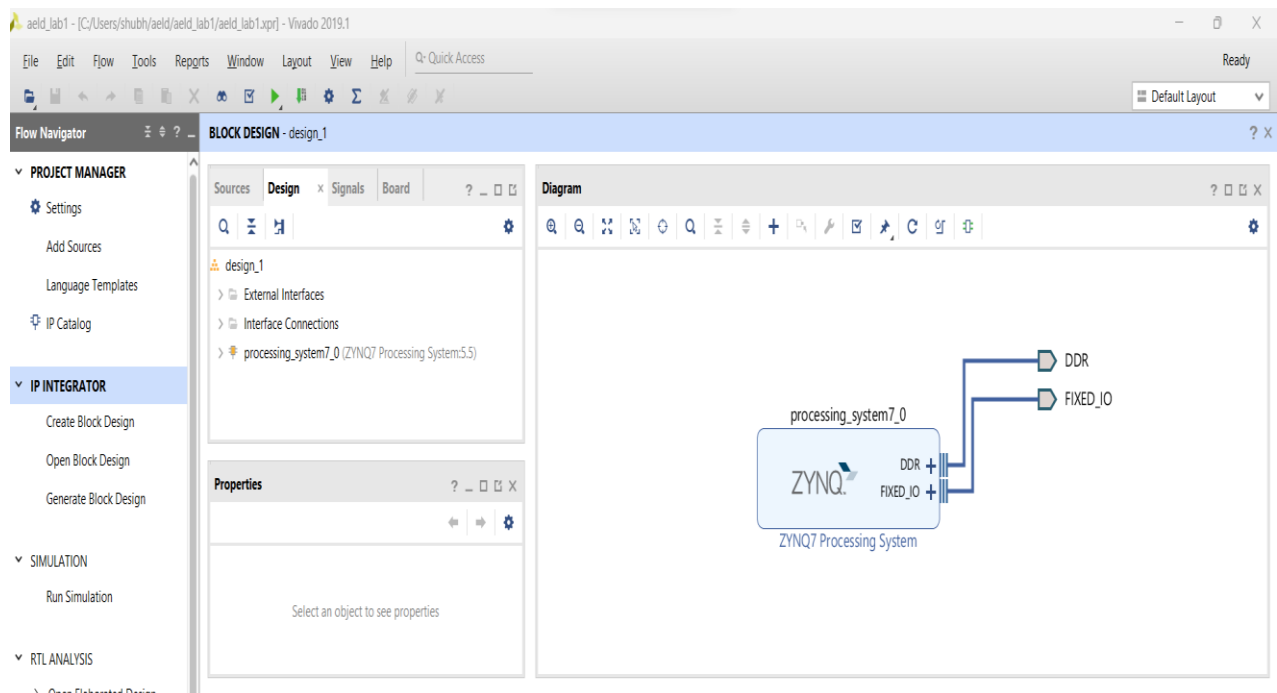 aeld_lab1 - [C:/Users/shubh/aeld/aeld_lab1/aeld_lab1.xpr] - Vivado 2019.1
File Edit Flow Tools Reports Window Layout View Help Q- Quick Access Ready
Default Layout
Flow Navigator
PROJECT MANAGER
Settings
Add Sources
Language Templates
IP Catalog
IP INTEGRATOR
Create Block Design
Open Block Design
Generate Block Design
SIMULATION
Run Simulation
RTL ANALYSIS
Open Elaborated Design
BLOCK DESIGN - design_1
Sources Design Signals Board
design_1
External Interfaces
Interface Connections
processing_system7_0 (ZYNQ7 Processing System:5.5)
Properties
Select an object to see properties
Diagram
DDR
FIXED_IO
processing_system7_0
ZYNQ
DDR
FIXED_IO
ZYNQ7 Processing System